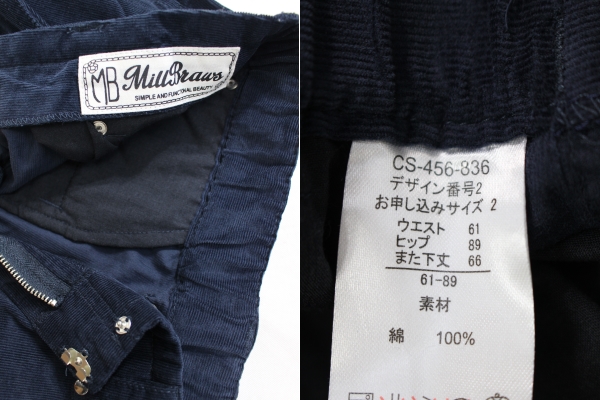 MB MillBraws
SIMPLE AND FUNCTIONAL BEAUTY
CS-456-836
デザイン番号2
お申し込みサイズ 2
ウエスト 61
ヒップ 89
また下丈 66
61-89
素材
綿 100%